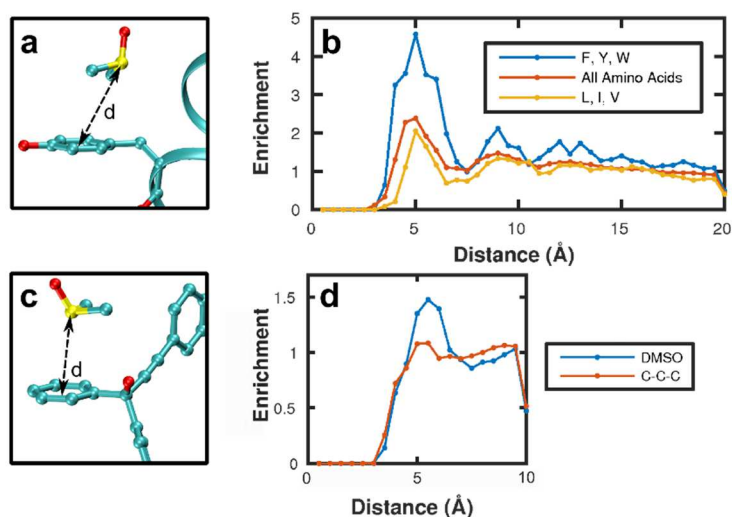 a
d
b
5
4
3
2
1
0
Enrichment
F, Y, W
All Amino Acids
L, I, V
0 5 10 15 20
Distance (Å)
c
d
d
1.5
1
0.5
0
Enrichment
DMSO
C-C-C
0 5 10
Distance (Å)